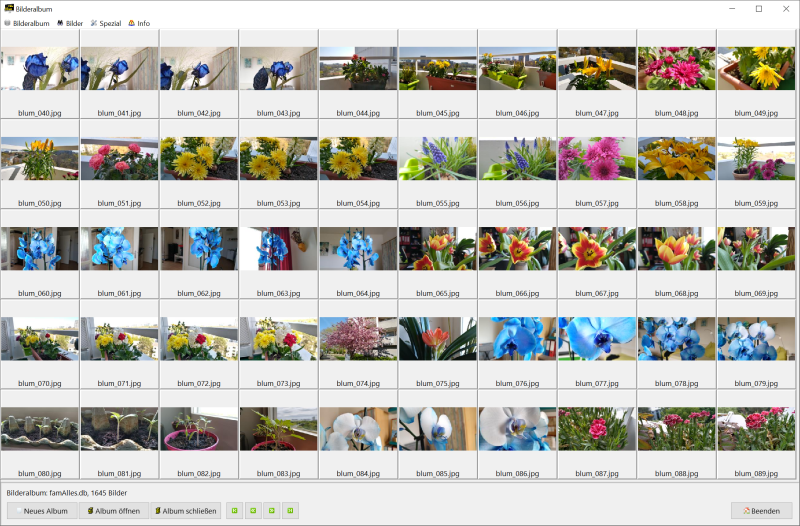 Bilderalbum
Bilderalbum Bilder Spezial Info
blum_040.jpg blum_041.jpg blum_042.jpg blum_043.jpg blum_044.jpg blum_045.jpg blum_046.jpg blum_047.jpg blum_048.jpg blum_049.jpg
blum_050.jpg blum_051.jpg blum_052.jpg blum_053.jpg blum_054.jpg blum_055.jpg blum_056.jpg blum_057.jpg blum_058.jpg blum_059.jpg
blum_060.jpg blum_061.jpg blum_062.jpg blum_063.jpg blum_064.jpg blum_065.jpg blum_066.jpg blum_067.jpg blum_068.jpg blum_069.jpg
blum_070.jpg blum_071.jpg blum_072.jpg blum_073.jpg blum_074.jpg blum_075.jpg blum_076.jpg blum_077.jpg blum_078.jpg blum_079.jpg
blum_080.jpg blum_081.jpg blum_082.jpg blum_083.jpg blum_084.jpg blum_085.jpg blum_086.jpg blum_087.jpg blum_088.jpg blum_089.jpg
Bilderalbum: famAlles.db, 1645 Bilder
Neues Album Album öffnen Album schließen Beenden